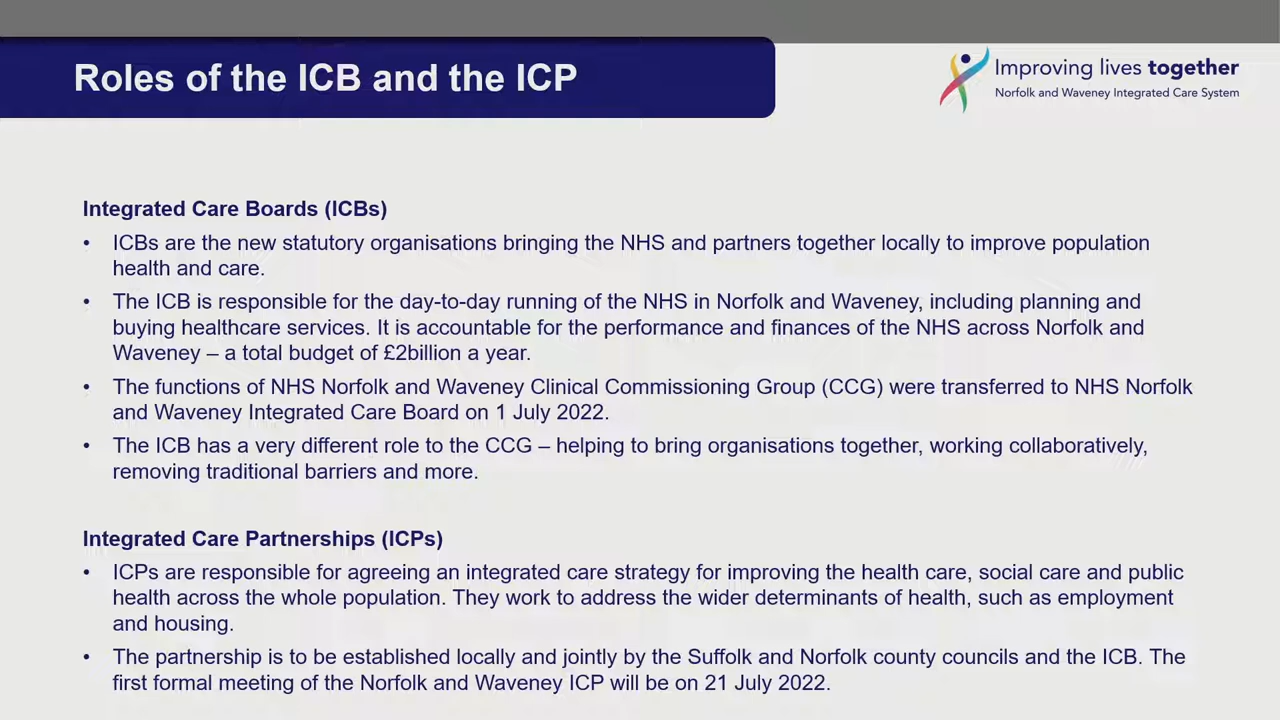 Roles of the ICB and the ICP
Improving lives together
Norfolk and Waveney Integrated Care System
Integrated Care Boards (ICBs)
• ICBs are the new statutory organisations bringing the NHS and partners together locally to improve population
health and care.
• The ICB is responsible for the day-to-day running of the NHS in Norfolk and Waveney, including planning and
buying healthcare services. It is accountable for the performance and finances of the NHS across Norfolk and
Waveney – a total budget of £2billion a year.
• The functions of NHS Norfolk and Waveney Clinical Commissioning Group (CCG) were transferred to NHS Norfolk
and Waveney Integrated Care Board on 1 July 2022.
• The ICB has a very different role to the CCG – helping to bring organisations together, working collaboratively,
removing traditional barriers and more.
Integrated Care Partnerships (ICPs)
• ICPs are responsible for agreeing an integrated care strategy for improving the health care, social care and public
health across the whole population. They work to address the wider determinants of health, such as employment
and housing.
• The partnership is to be established locally and jointly by the Suffolk and Norfolk county councils and the ICB. The
first formal meeting of the Norfolk and Waveney ICP will be on 21 July 2022.